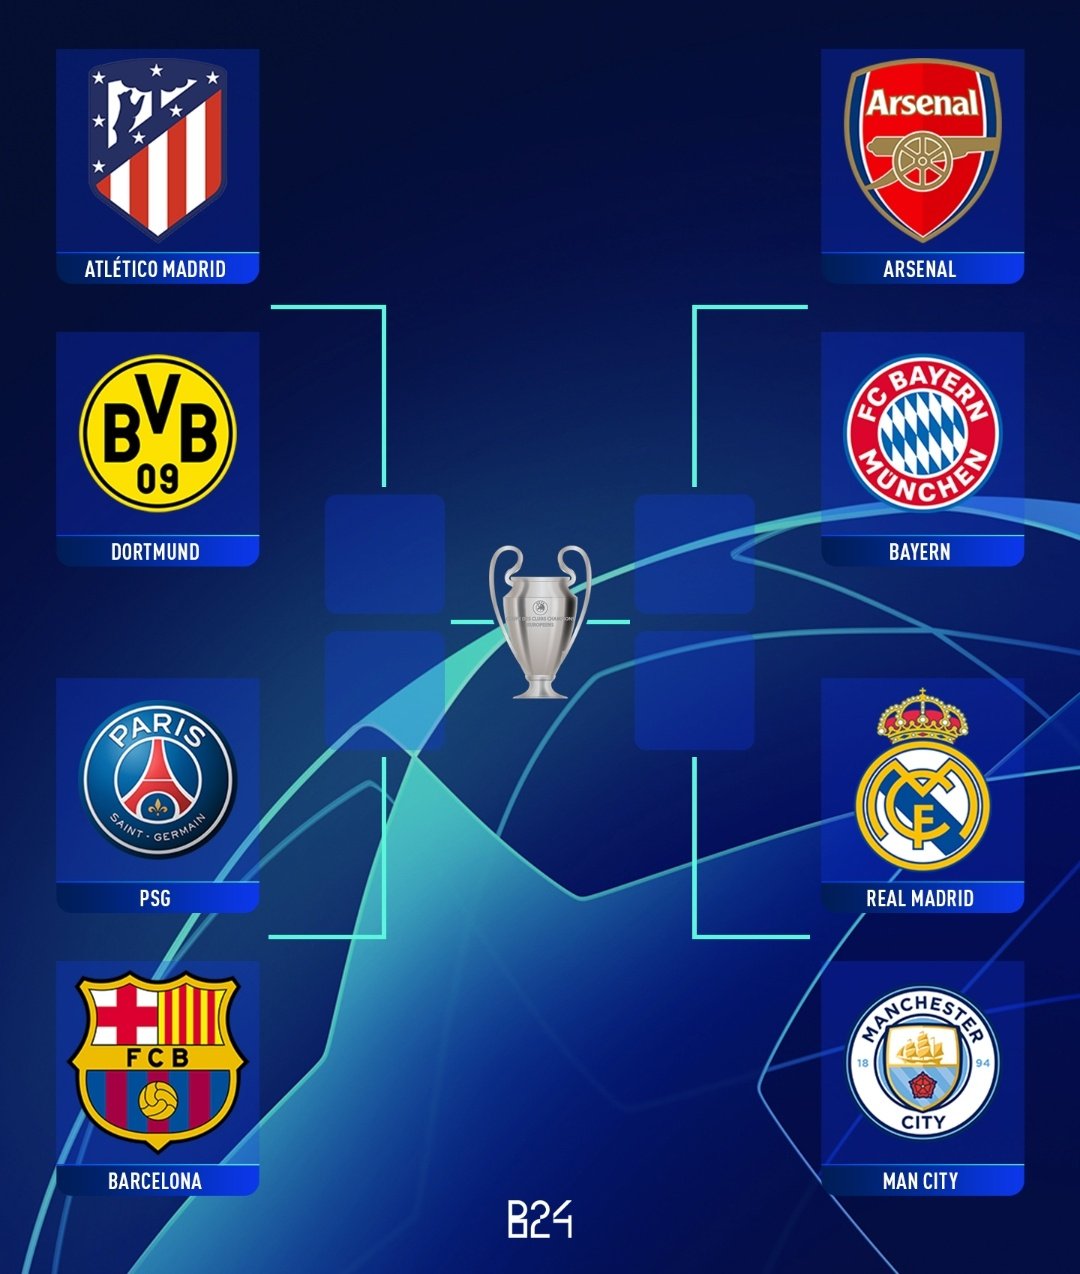 Arsenal
ATLÉTICO MADRID
ARSENAL
BVB
09
FC BAYERN
MÜNCHEN
DORTMUND
BAYERN
PARIS
SAINT-GERMAIN
PSG
REAL MADRID
FCB
MANCHESTER
18 94
CITY
BARCELONA
MAN CITY
B24